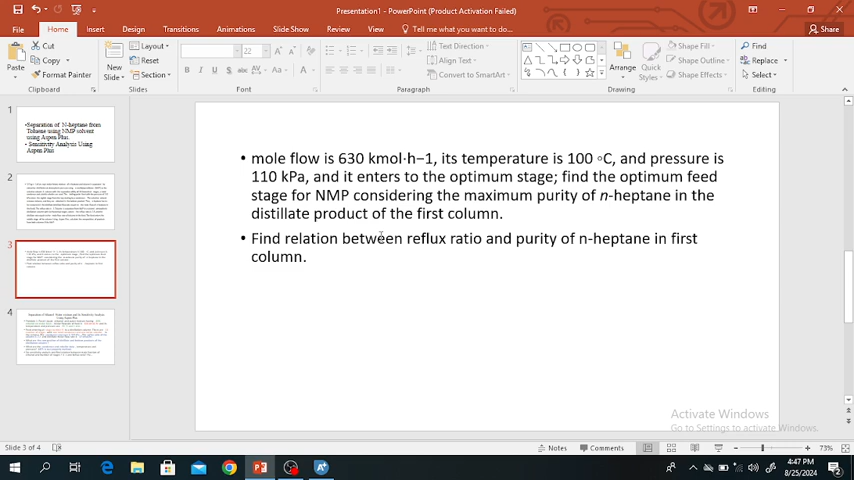 Presentation1 - PowerPoint (Product Activation Failed)
File
Home
Insert
Design
Transitions
Animations
Slide Show
Review
View
Tell me what you want to do...
Share
Paste
Cut
Copy
Format Painter
Clipboard
New
Slide
Layout
Reset
Section
Slides
22
B I U S abc AV Aa A
Font
Text Direction
Align Text
Convert to SmartArt
Paragraph
Arrange
Quick
Styles
Shape Fill
Shape Outline
Shape Effects
Drawing
Find
Replace
Select
Editing
1
•Separation of N-heptane from
Toluene using NMP solvent
using Aspen Plus
• Sensitivity Analysis Using
Aspen Plus
2
3
4
• mole flow is 630 kmol·h−1, its temperature is 100 ◦C, and pressure is
110 kPa, and it enters to the optimum stage; find the optimum feed
stage for NMP considering the maximum purity of n-heptane in the
distillate product of the first column.
• Find relation between reflux ratio and purity of n-heptane in first
column.
Activate Windows
Go to Settings to activate Windows.
Slide 3 of 4
Notes
Comments
73%
4:47 PM
8/25/2024